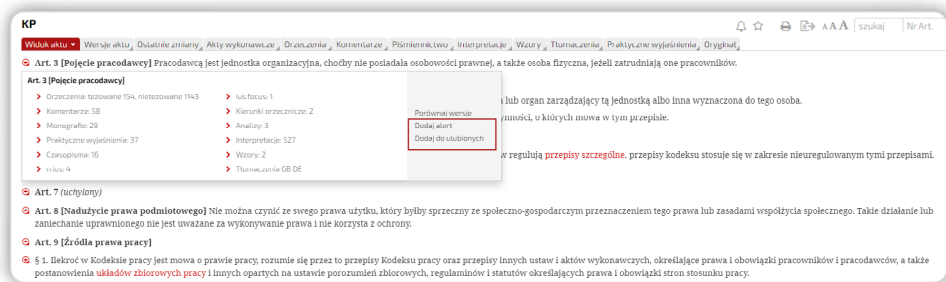 KP
A A A szukaj Nr Art.
Widok aktu Wersje aktu Ostatnie zmiany Akty wykonawcze Orzeczenia Komentarze Piśmiennictwo Interpretacje Wzory Tłumaczenia Praktyczne wyjaśnienia Oryginał
Art. 3 [Pojęcie pracodawcy] Pracodawcą jest jednostka organizacyjna, choćby nie posiadała osobowości prawnej, a także osoba fizyczna, jeżeli zatrudniają one pracowników.
Art. 3 [Pojęcie pracodawcy]
Orzeczenia: tezowane 154, nietezowane 1143
Komentarze: 58
Monografie: 29
Praktyczne wyjaśnienia: 37
Czasopisma: 16
n.ius: 4
Ius.focus: 1
Kierunki orzecznicze: 2
Analizy: 3
Interpretacje: 527
Wzory: 2
Tłumaczenia GB DE
Porównaj wersje
Dodaj alert
Dodaj do ulubionych
lub organ zarządzający tą jednostką albo inna wyznaczona do tego osoba.
ynności, o których mowa w tym przepisie.
w regulują przepisy szczególne, przepisy kodeksu stosuje się w zakresie nieuregulowanym tymi przepisami.
Art. 7 (uchylony)
Art. 8 [Nadużycie prawa podmiotowego] Nie można czynić ze swego prawa użytku, który byłby sprzeczny ze społeczno-gospodarczym przeznaczeniem tego prawa lub zasadami współżycia społecznego. Takie działanie lub
zaniechanie uprawnionego nie jest uważane za wykonywanie prawa i nie korzysta z ochrony.
Art. 9 [Źródła prawa pracy]
§ 1. Ilekroć w Kodeksie pracy jest mowa o prawie pracy, rozumie się przez to przepisy Kodeksu pracy oraz przepisy innych ustaw i aktów wykonawczych, określające prawa i obowiązki pracowników i pracodawców, a także
postanowienia układów zbiorowych pracy i innych opartych na ustawie porozumień zbiorowych, regulaminów i statutów określających prawa i obowiązki stron stosunku pracy.